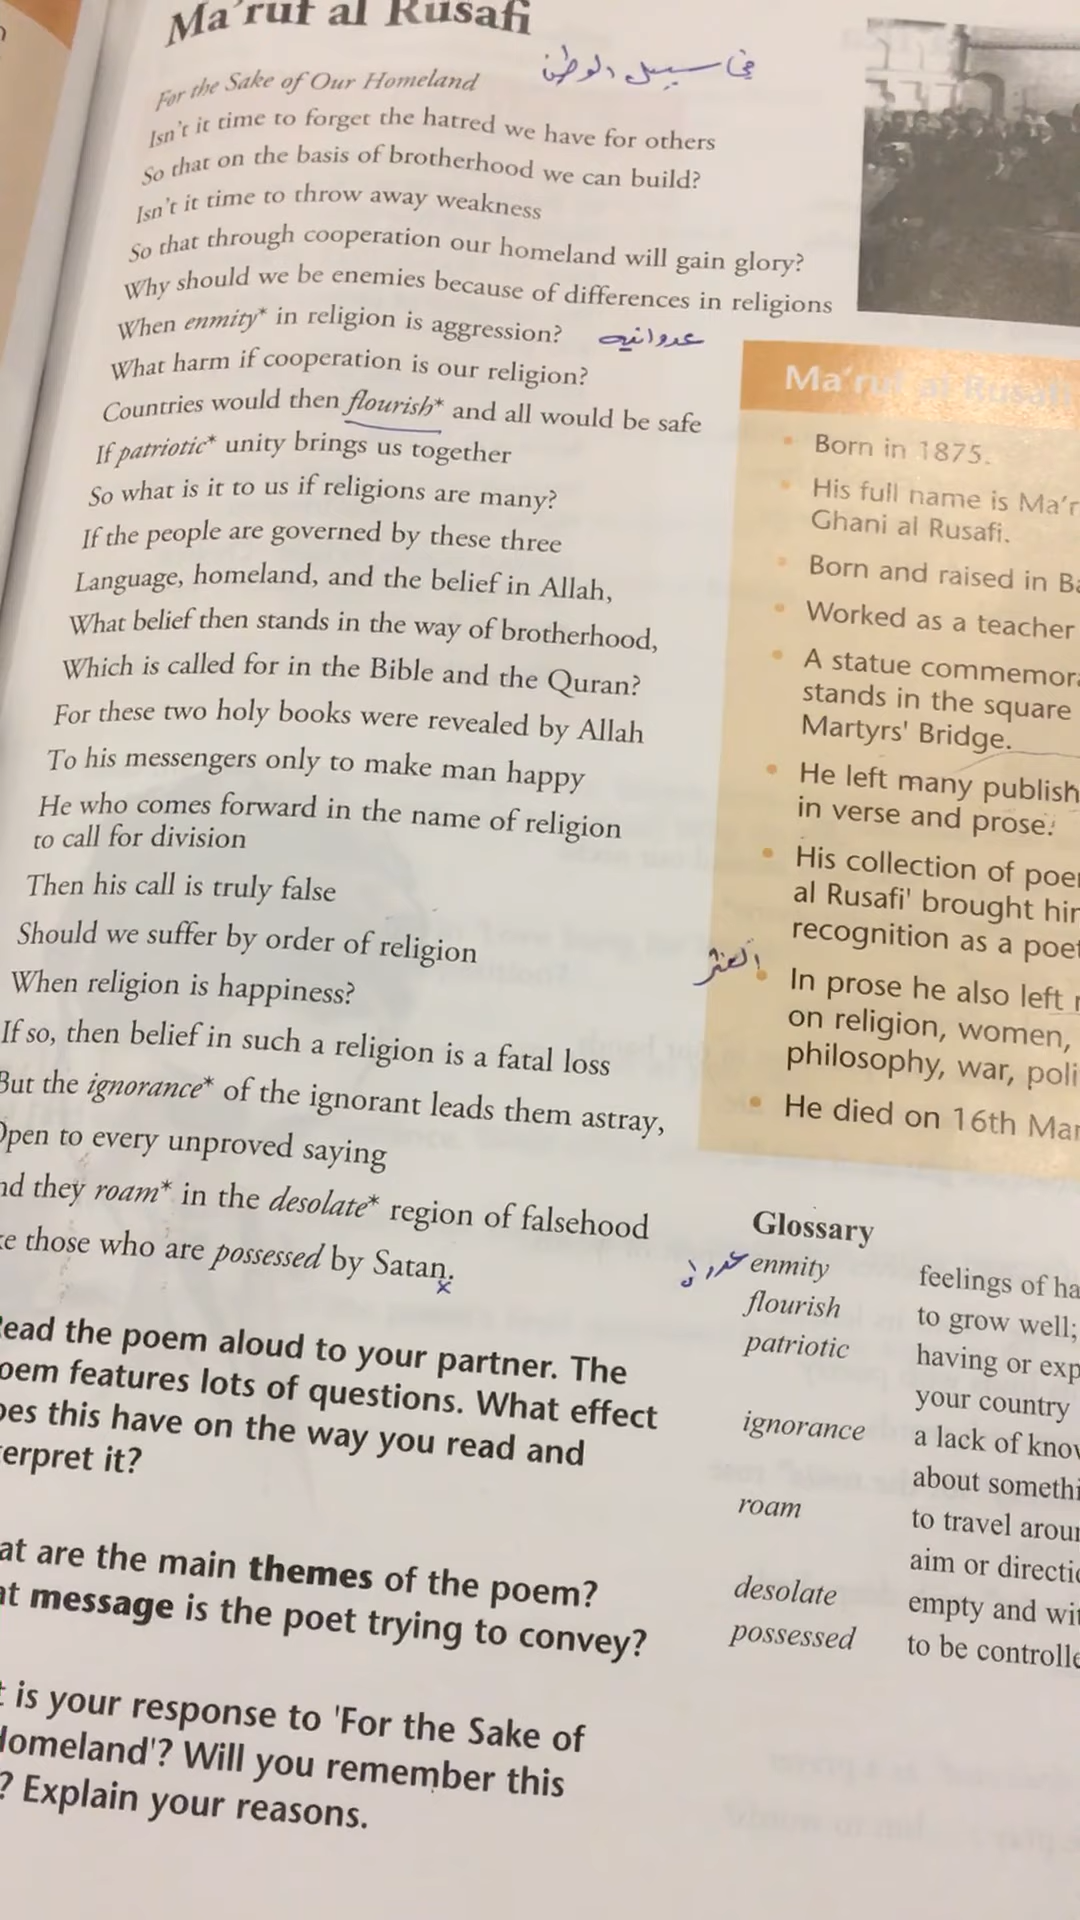 Ma'ruf al Rusafi
في سبيل الوطن
For the Sake of Our Homeland
Isn't it time to forget the hatred we have for others
So that on the basis of brotherhood we can build?
Isn't it time to throw away weakness
So that through cooperation our homeland will gain glory?
Why should we be enemies because of differences in religions
When enmity* in religion is aggression? عدوانيه
What harm if cooperation is our religion?
Countries would then flourish* and all would be safe
If patriotic* unity brings us together
So what is it to us if religions are many?
If the people are governed by these three
Language, homeland, and the belief in Allah,
What belief then stands in the way of brotherhood,
Which is called for in the Bible and the Quran?
For these two holy books were revealed by Allah
To his messengers only to make man happy
He who comes forward in the name of religion
to call for division
Then his call is truly false
Should we suffer by order of religion
When religion is happiness?
If so, then belief in such a religion is a fatal loss
But the ignorance* of the ignorant leads them astray,
Open to every unproved saying
nd they roam* in the desolate* region of falsehood
ke those who are possessed by Satan.
ead the poem aloud to your partner. The
oem features lots of questions. What effect
oes this have on the way you read and
erpret it?
at are the main themes of the poem?
at message is the poet trying to convey?
t is your response to 'For the Sake of
Homeland'? Will you remember this
? Explain your reasons.
Ma'ruf al Rusafi
• Born in 1875.
• His full name is Ma'r
Ghani al Rusafi.
• Born and raised in Ba
• Worked as a teacher
• A statue commemora
stands in the square
Martyrs' Bridge.
• He left many publish
in verse and prose.
• His collection of poe
al Rusafi' brought him
recognition as a poet
• In prose he also left
on religion, women,
philosophy, war, poli
• He died on 16th Mar
Glossary
enmity feelings of ha
flourish to grow well;
patriotic having or exp
your country
ignorance a lack of know
about somethi
roam to travel aroun
aim or directio
desolate empty and wit
possessed to be controlle